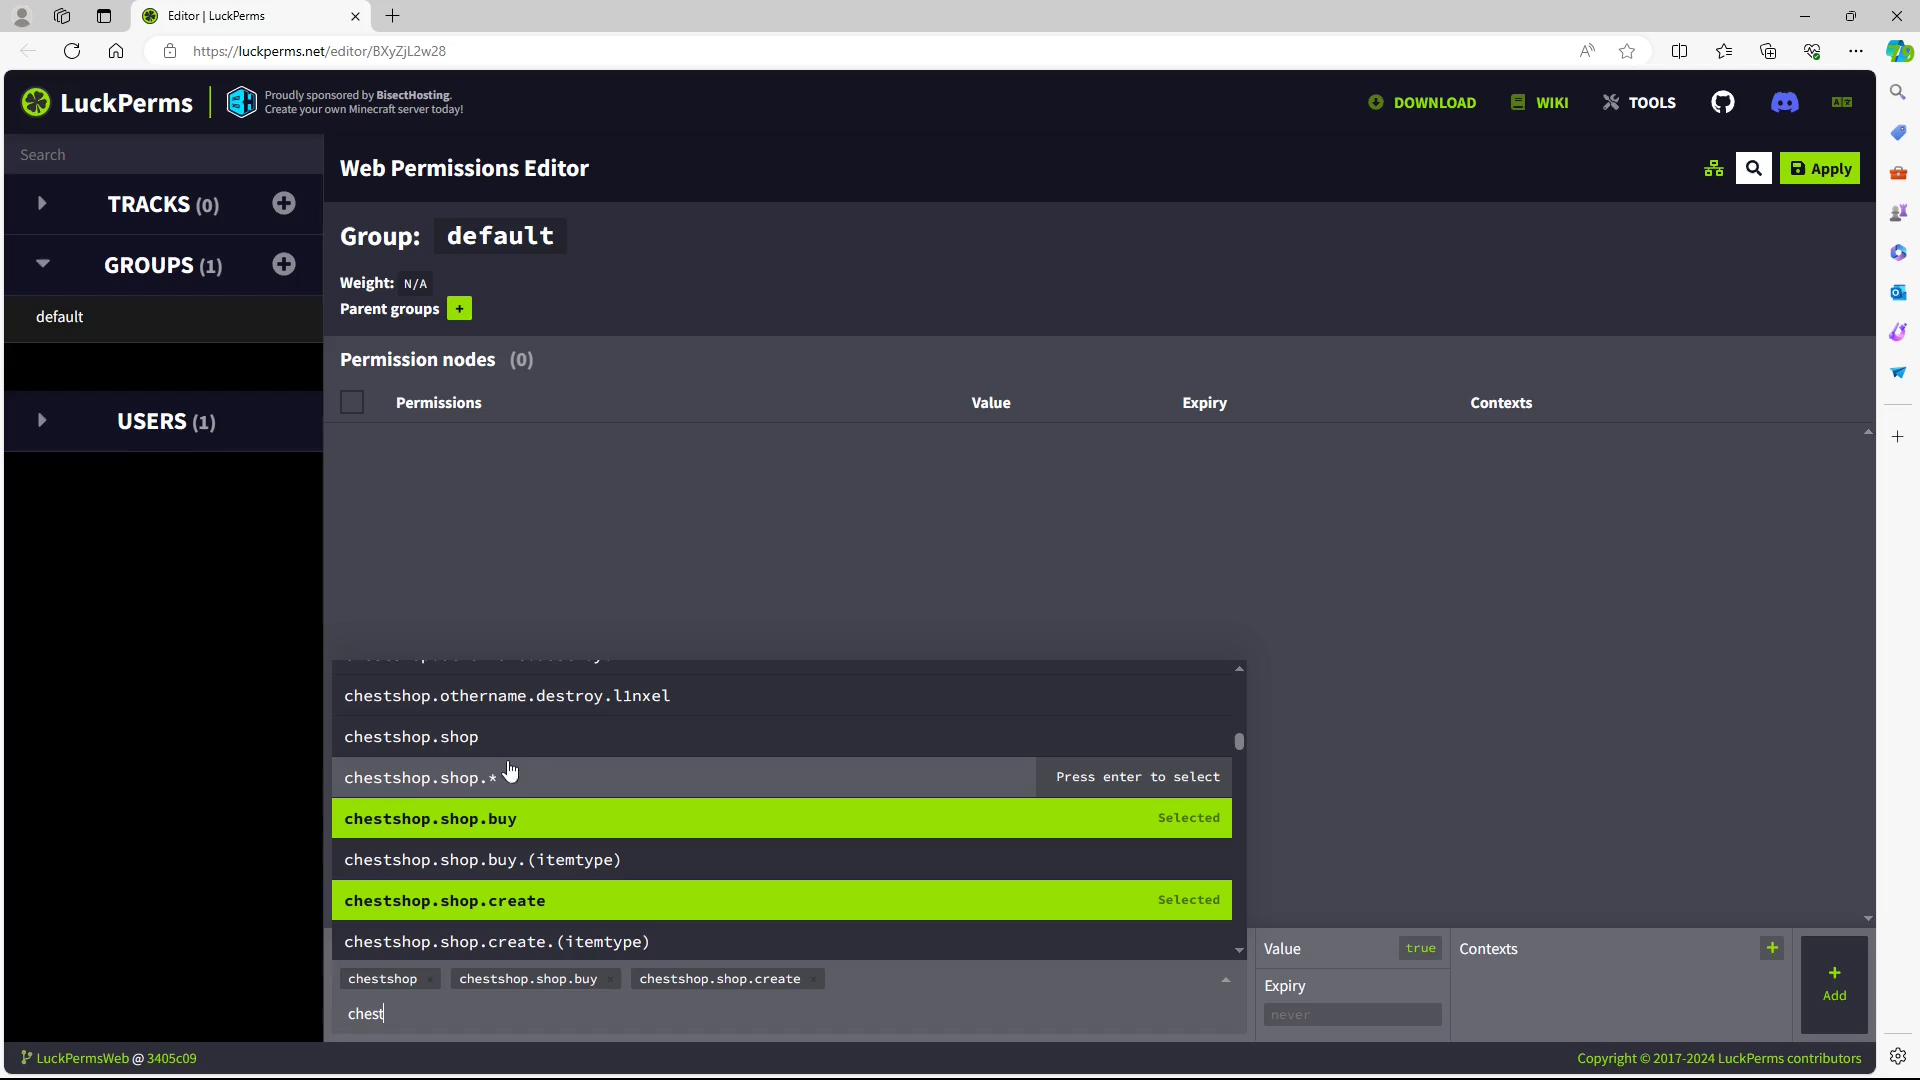 Editor | LuckPerms
https://luckperms.net/editor/BXyZjL2w28
LuckPerms
Proudly sponsored by BisectHosting.
Create your own Minecraft server today!
DOWNLOAD
WIKI
TOOLS
Search
Web Permissions Editor
Apply
TRACKS (0)
GROUPS (1)
default
USERS (1)
Group: default
Weight: N/A
Parent groups +
Permission nodes (0)
Permissions
Value
Expiry
Contexts
chestshop.othername.destroy.l1nxel
chestshop.shop
chestshop.shop.*
Press enter to select
chestshop.shop.buy
Selected
chestshop.shop.buy.(itemtype)
chestshop.shop.create
Selected
chestshop.shop.create.(itemtype)
chestshop × chestshop.shop.buy × chestshop.shop.create ×
chest
Value true
Expiry
never
Contexts +
+
Add
LuckPermsWeb @ 3405c09
Copyright © 2017-2024 LuckPerms contributors